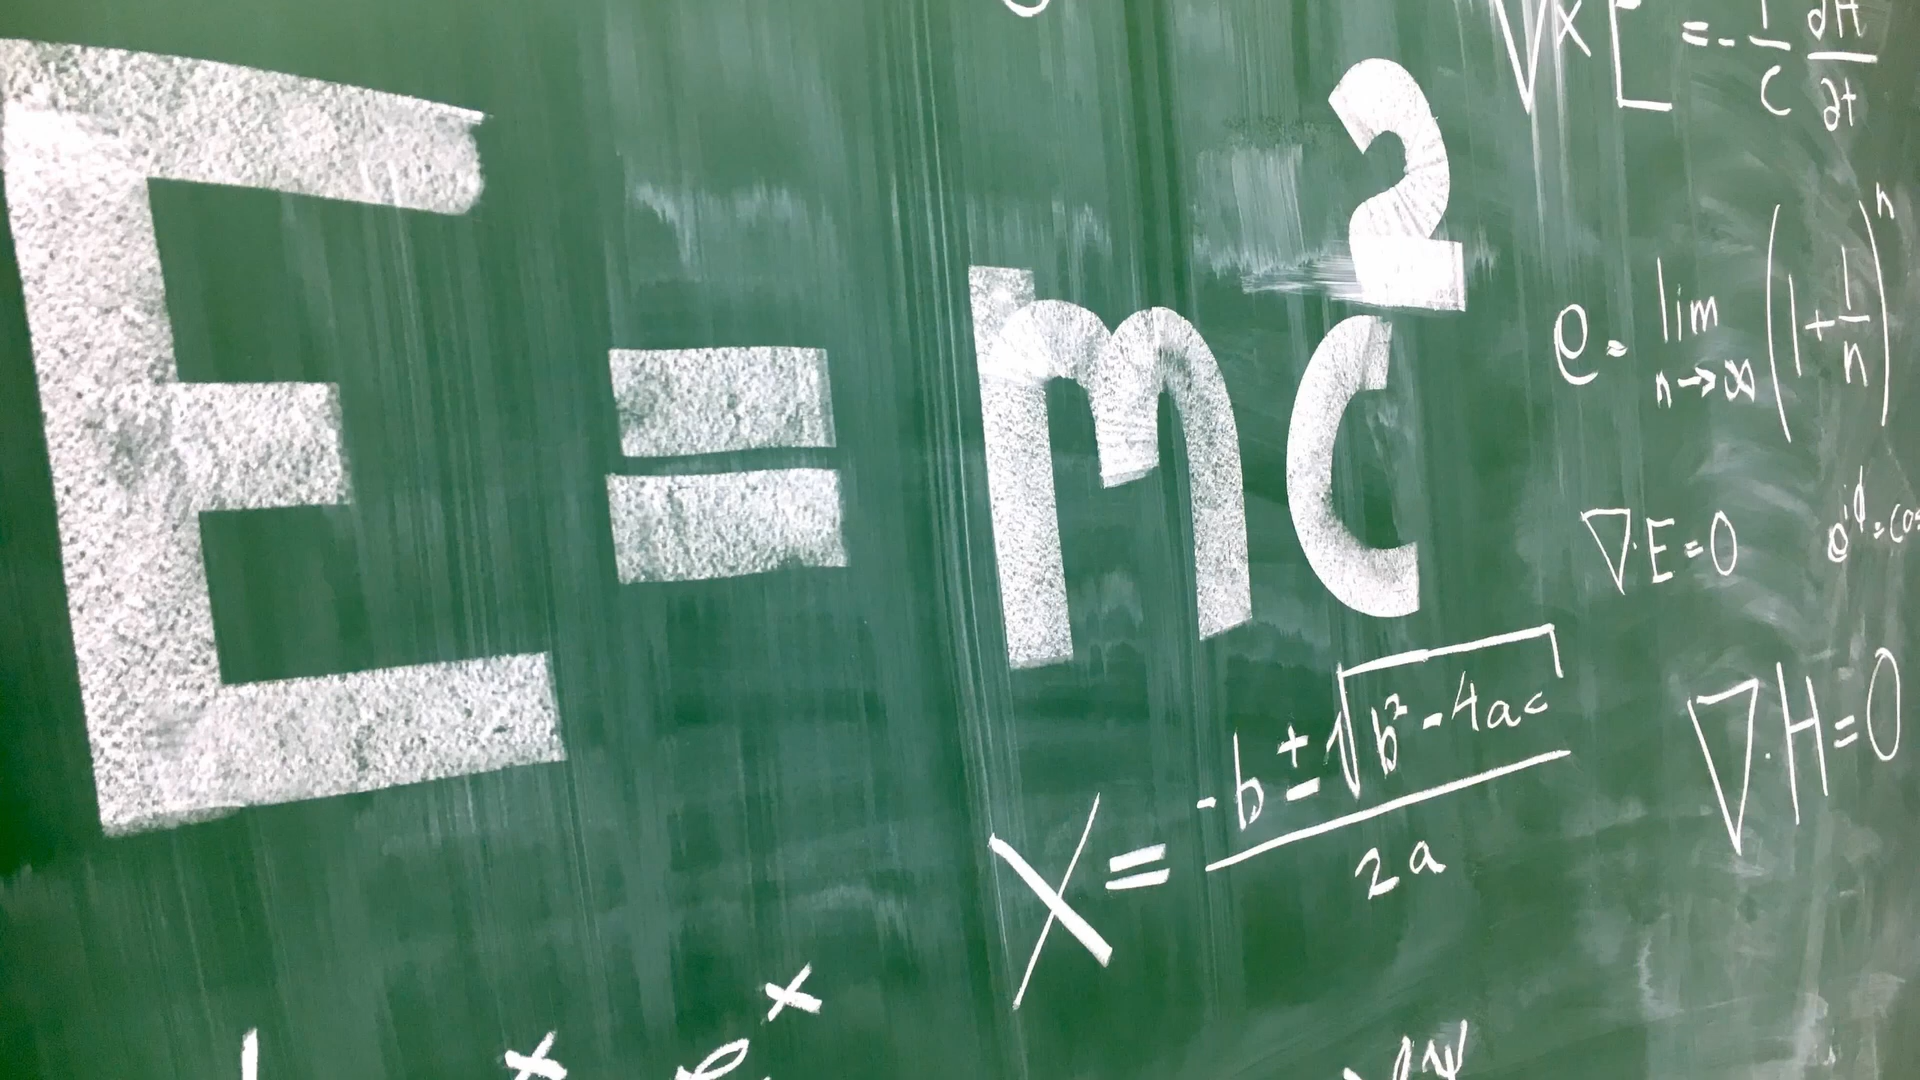 E = mc²
∇×E = - 1/c ∂H/∂t
e = lim n→∞ (1 + 1/n)ⁿ
∇·E = 0
∇·H = 0
x = -b ± √b² - 4ac / 2a